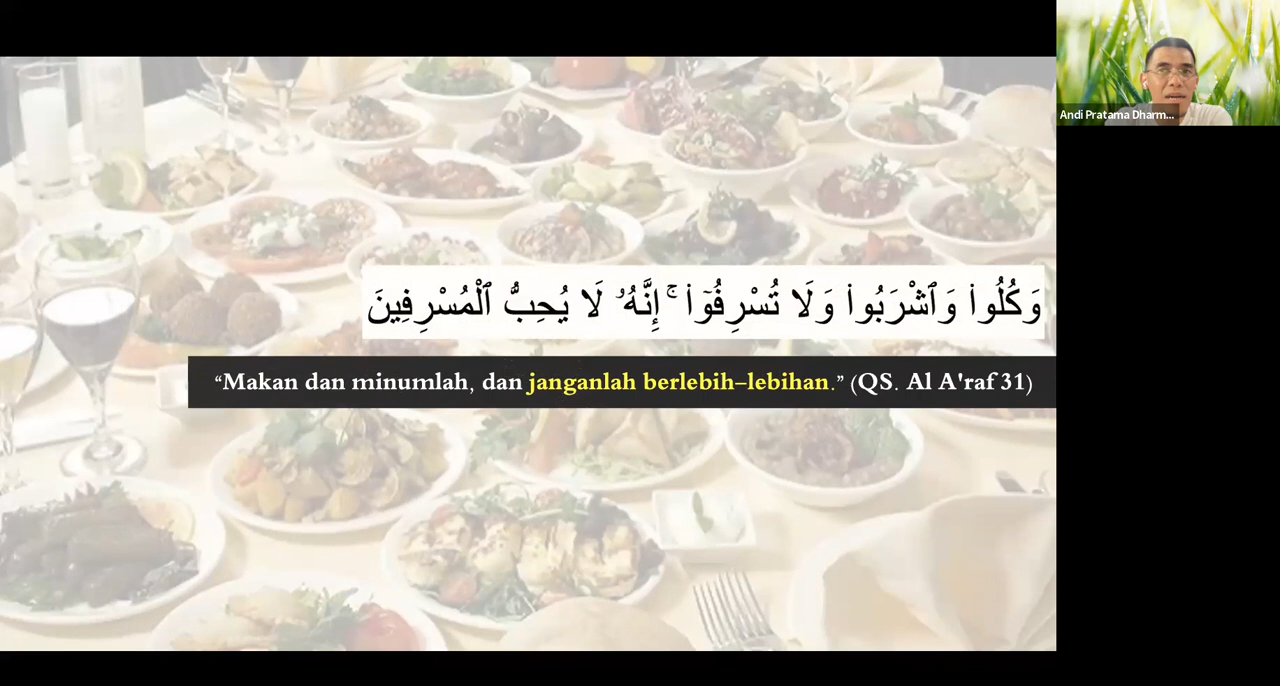 Andi Pratama Dharm...
وَكُلُوا۟ وَٱشْرَبُوا۟ وَلَا تُسْرِفُوٓا۟ ۚ إِنَّهُۥ لَا يُحِبُّ ٱلْمُسْرِفِينَ
“Makan dan minumlah, dan janganlah berlebih–lebihan.” (QS. Al A'raf 31)